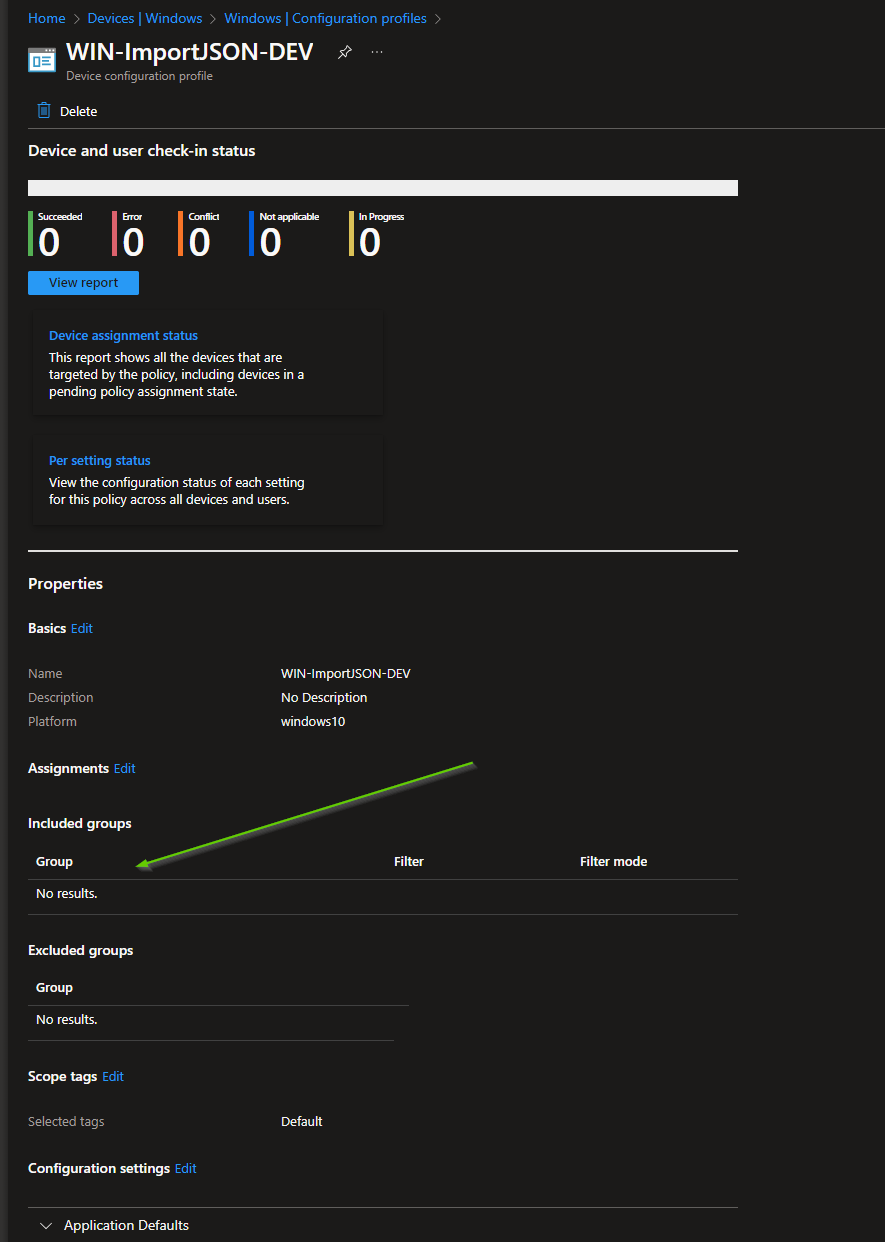 Home > Devices | Windows > Windows | Configuration profiles >
WIN-ImportJSON-DEV ...
Device configuration profile
Delete
Device and user check-in status
Succeeded
0
Error
0
Conflict
0
Not applicable
0
In Progress
0
View report
Device assignment status
This report shows all the devices that are
targeted by the policy, including devices in a
pending policy assignment state.
Per setting status
View the configuration status of each setting
for this policy across all devices and users.
Properties
Basics Edit
Name WIN-ImportJSON-DEV
Description No Description
Platform windows10
Assignments Edit
Included groups
Group Filter Filter mode
No results.
Excluded groups
Group
No results.
Scope tags Edit
Selected tags Default
Configuration settings Edit
Application Defaults